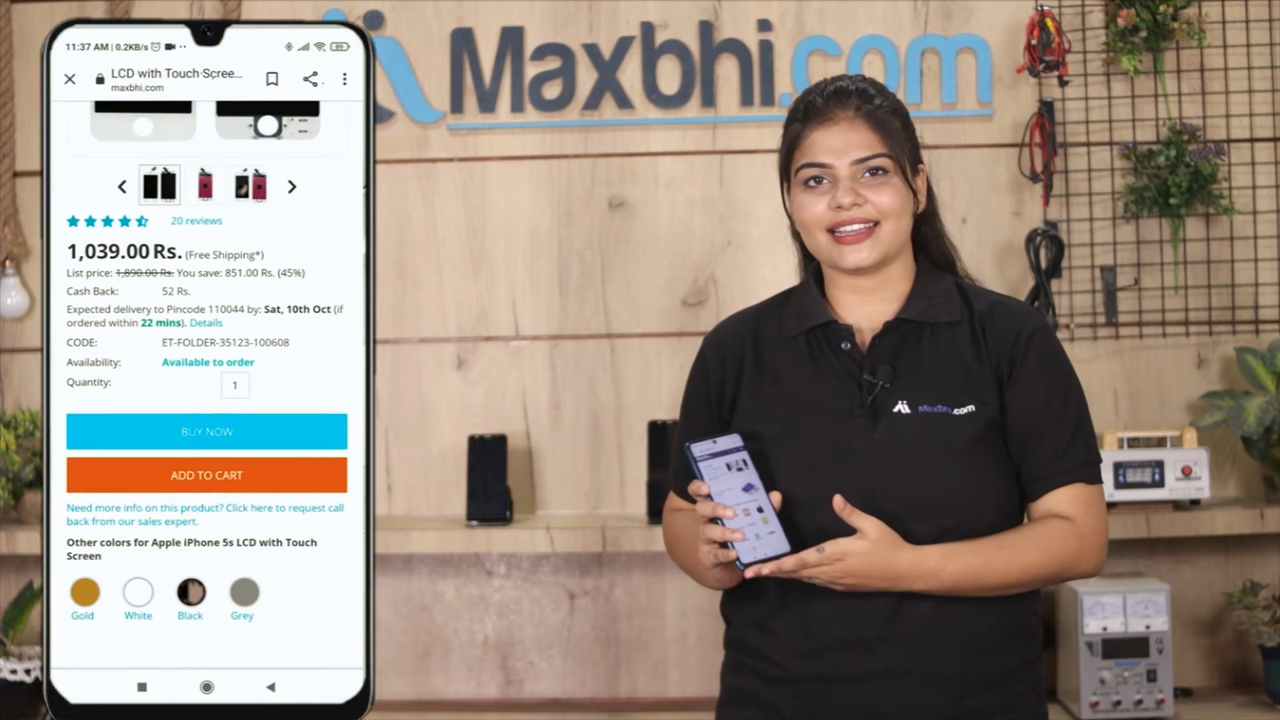 11:37 AM | 0.2KB/s
89
LCD with Touch Scree...
maxbhi.com
20 reviews
1,039.00 Rs. (Free Shipping*)
List price: 1,890.00 Rs. You save: 851.00 Rs. (45%)
Cash Back: 52 Rs.
Expected delivery to Pincode 110044 by: Sat, 10th Oct (if
ordered within 22 mins). Details
CODE: ET-FOLDER-35123-100608
Availability: Available to order
Quantity: 1
BUY NOW
ADD TO CART
Need more info on this product? Click here to request call
back from our sales expert.
Other colors for Apple iPhone 5s LCD with Touch
Screen
Gold White Black Grey
Maxbhi.com
Maxbhi.com